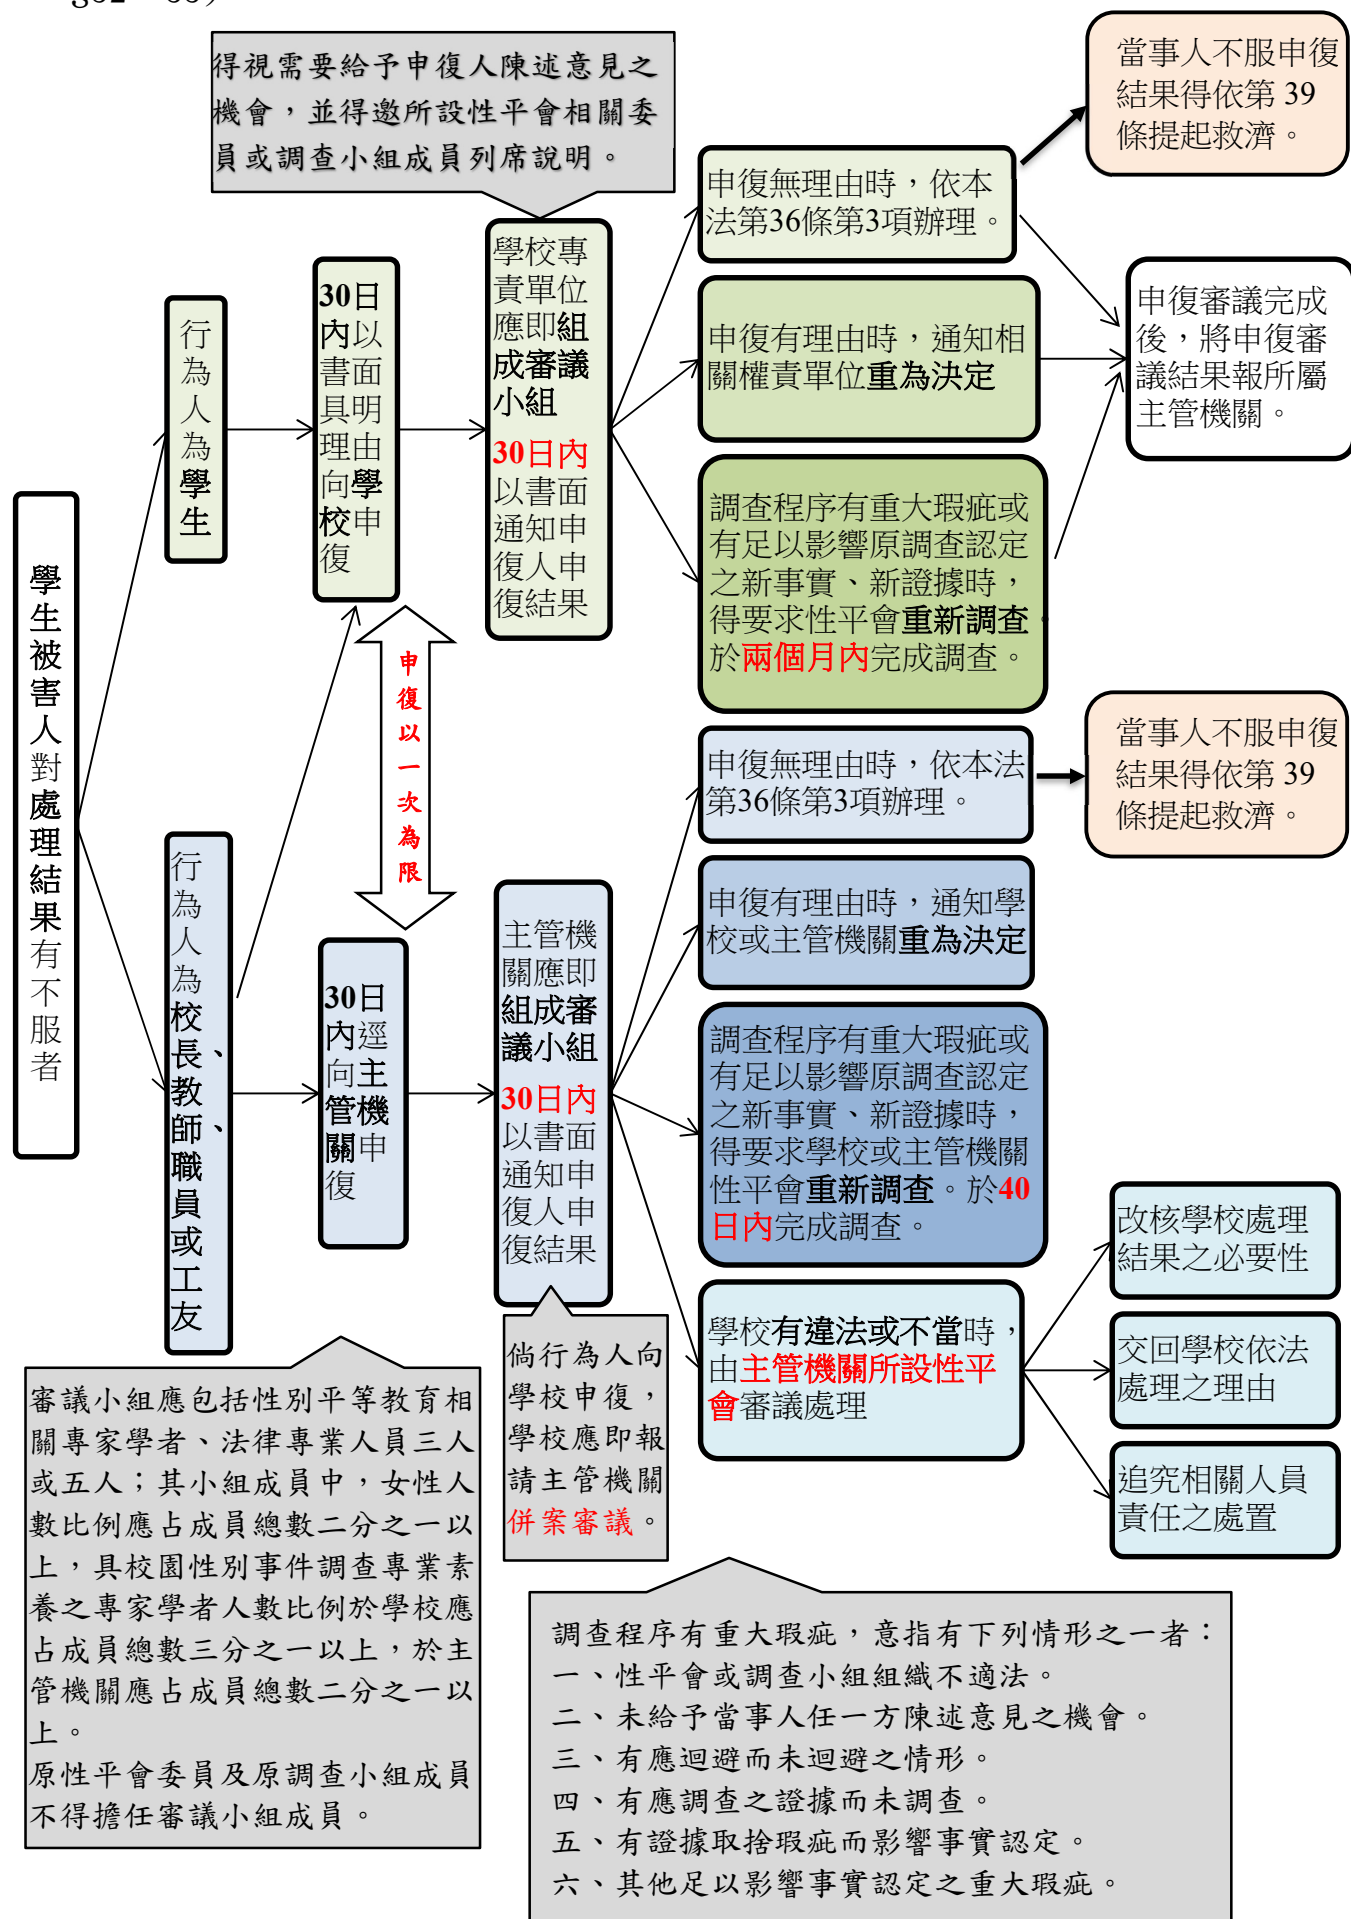 得視需要給予申復人陳述意見之
機會，並得邀所設性平會相關委
員或調查小組成員列席說明。
當事人不服申復
結果得依第 39
條提起救濟。
學生被害人對處理結果有不服者
行為人為學生
30日
內以
書面
具明
理由
向學
校申
復
學校專
責單位
應即組
成審議
小組
30日內
以書面
通知申
復人申
復結果
申復無理由時，依本
法第36條第3項辦理。
申復有理由時，通知相
關權責單位重為決定
調查程序有重大瑕疵或
有足以影響原調查認定
之新事實、新證據時，
得要求性平會重新調查，
於兩個月內完成調查。
申復審議完成
後，將申復審
議結果報所屬
主管機關。
申復以一次為限
行為人為校長、教師、職員或工友
30日
內逕
向主
管機
關申
復
主管機
關應即
組成審
議小組
30日內
以書面
通知申
復人申
復結果
申復無理由時，依本法
第36條第3項辦理。
當事人不服申復
結果得依第 39
條提起救濟。
申復有理由時，通知學
校或主管機關重為決定
調查程序有重大瑕疵或
有足以影響原調查認定
之新事實、新證據時，
得要求學校或主管機關
性平會重新調查。於40
日內完成調查。
學校有違法或不當時，
由主管機關所設性平
會審議處理
改核學校處理
結果之必要性
交回學校依法
處理之理由
追究相關人員
責任之處置
倘行為人向
學校申復，
學校應即報
請主管機關
併案審議。
審議小組應包括性別平等教育相
關專家學者、法律專業人員三人
或五人；其小組成員中，女性人
數比例應占成員總數二分之一以
上，具校園性別事件調查專業素
養之專家學者人數比例於學校應
占成員總數三分之一以上，於主
管機關應占成員總數二分之一以
上。
原性平會委員及原調查小組成員
不得擔任審議小組成員。
調查程序有重大瑕疵，意指有下列情形之一者：
一、性平會或調查小組組織不適法。
二、未給予當事人任一方陳述意見之機會。
三、有應迴避而未迴避之情形。
四、有應調查之證據而未調查。
五、有證據取捨瑕疵而影響事實認定。
六、其他足以影響事實認定之重大瑕疵。